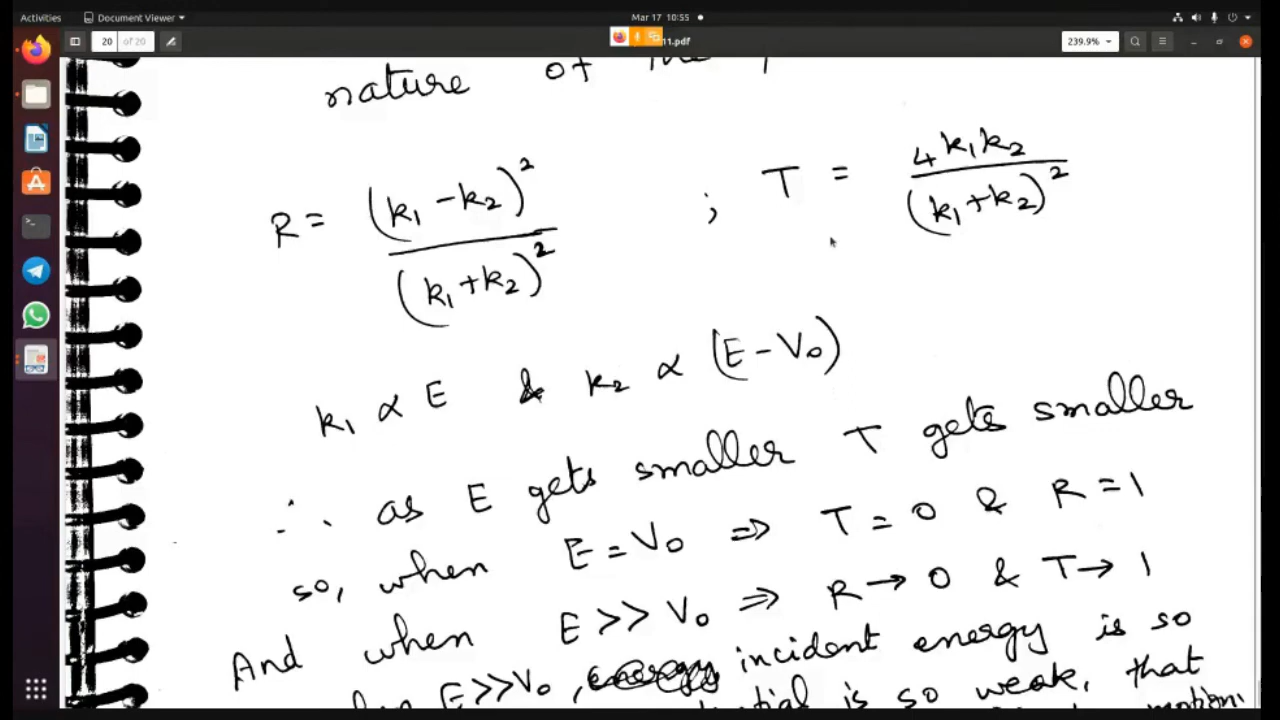 Activities Document Viewer Mar 17 10:55
20 of 20 11.pdf 239.9%
nature of the
R = (k₁ - k₂)² / (k₁ + k₂)² ; T = 4k₁k₂ / (k₁ + k₂)²
k₁ ∝ E & k₂ ∝ (E - V₀)
∴ as E gets smaller T gets smaller
so, when E = V₀ ⇒ T = 0 & R = 1
And when E >> V₀ ⇒ R → 0 & T → 1
E>>V₀, incident energy is so
is so weak, that
motion.